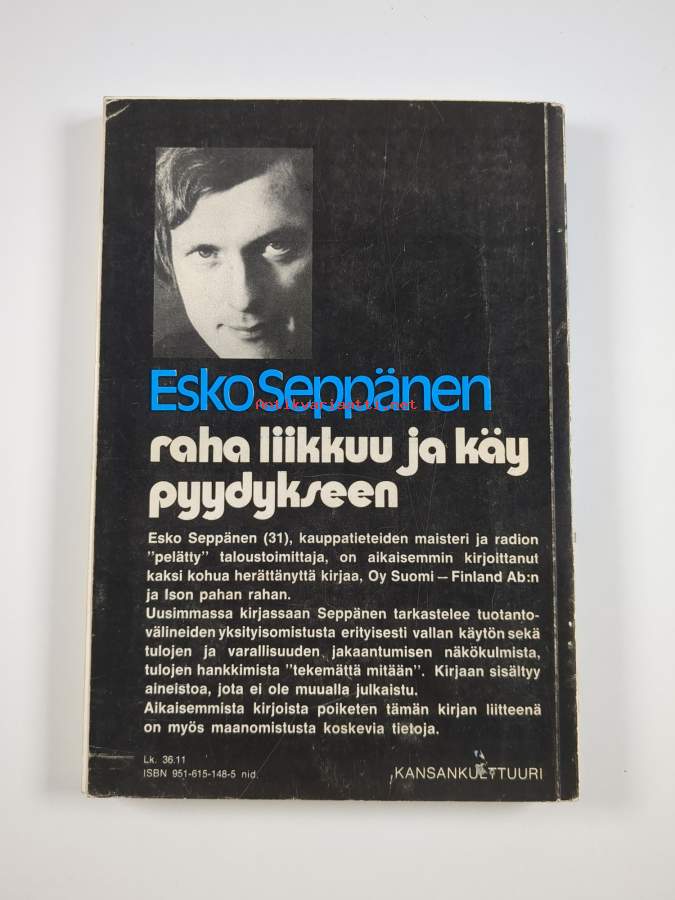 Esko Seppänen
Antikvariantti.net
raha liikkuu ja käy
pyydykseen
Esko Seppänen (31), kauppatieteiden maisteri ja radion
"pelätty" taloustoimittaja, on aikaisemmin kirjoittanut
kaksi kohua herättänyttä kirjaa, Oy Suomi – Finland Ab:n
ja Ison pahan rahan.
Uusimmassa kirjassaan Seppänen tarkastelee tuotanto-
välineiden yksityisomistusta erityisesti vallan käytön sekä
tulojen ja varallisuuden jakaantumisen näkökulmista,
tulojen hankkimista "tekemättä mitään". Kirjaan sisältyy
aineistoa, jota ei ole muualla julkaistu.
Aikaisemmista kirjoista poiketen tämän kirjan liitteenä
on myös maanomistusta koskevia tietoja.
Lk. 36.11
ISBN 951-615-148-5 nid.
KANSANKULTTUURI